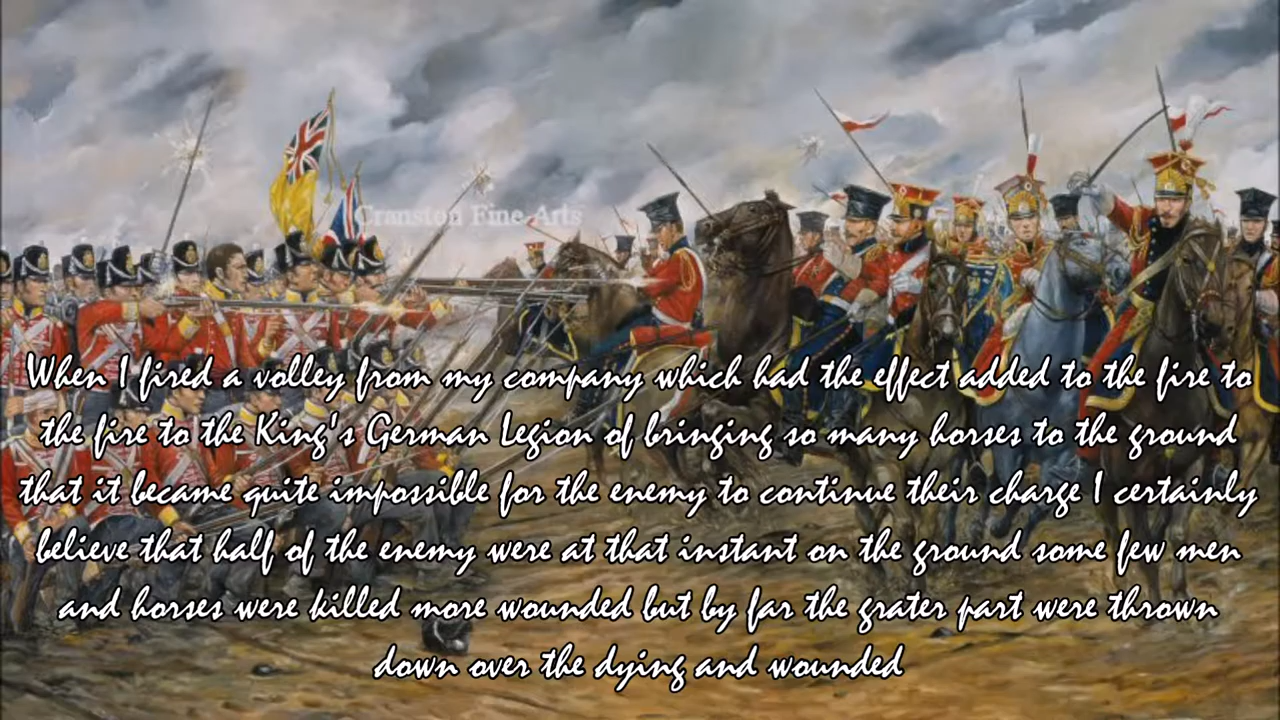 Cranston Fine Arts
When I fired a volley from my company which had the effect added to the fire to
the fire to the King's German Legion of bringing so many horses to the ground
that it became quite impossible for the enemy to continue their charge I certainly
believe that half of the enemy were at that instant on the ground some few men
and horses were killed more wounded but by far the grater part were thrown
down over the dying and wounded